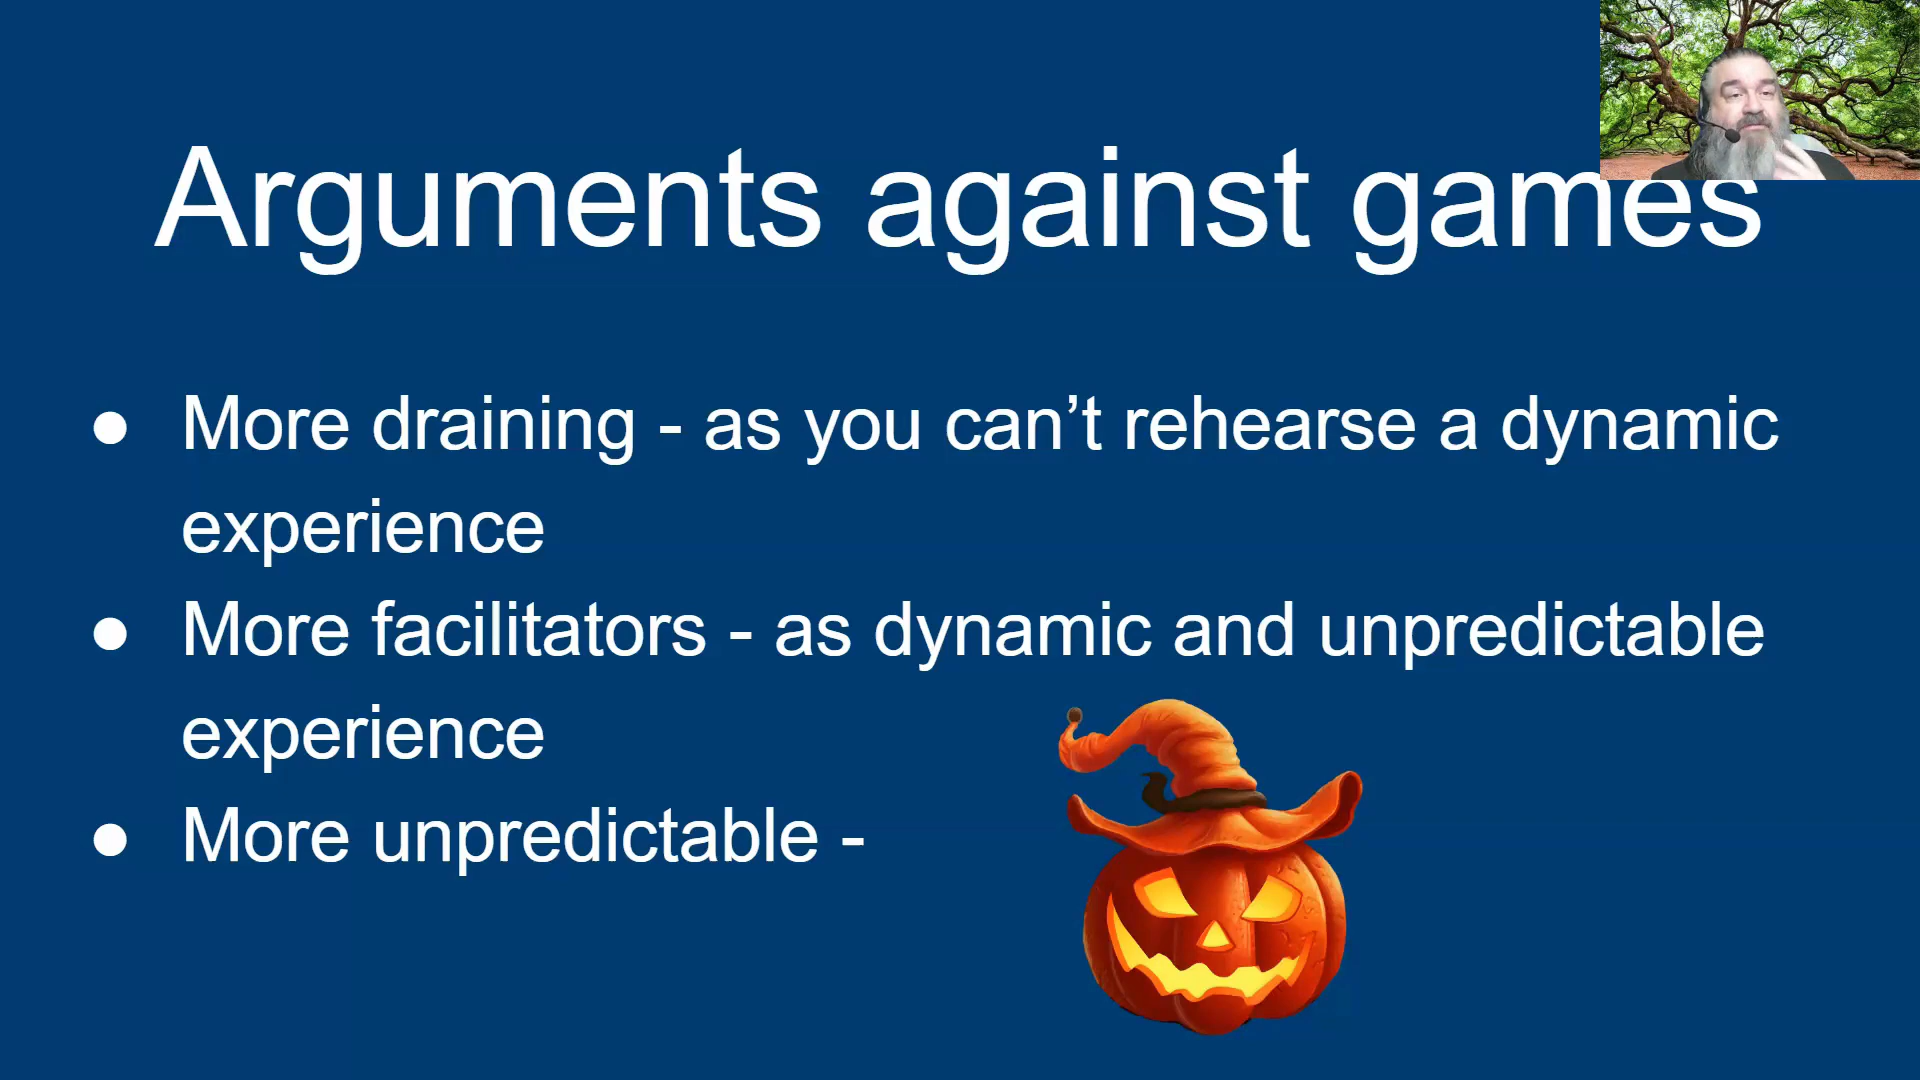 Arguments against games
● More draining - as you can’t rehearse a dynamic
experience
● More facilitators - as dynamic and unpredictable
experience
● More unpredictable -